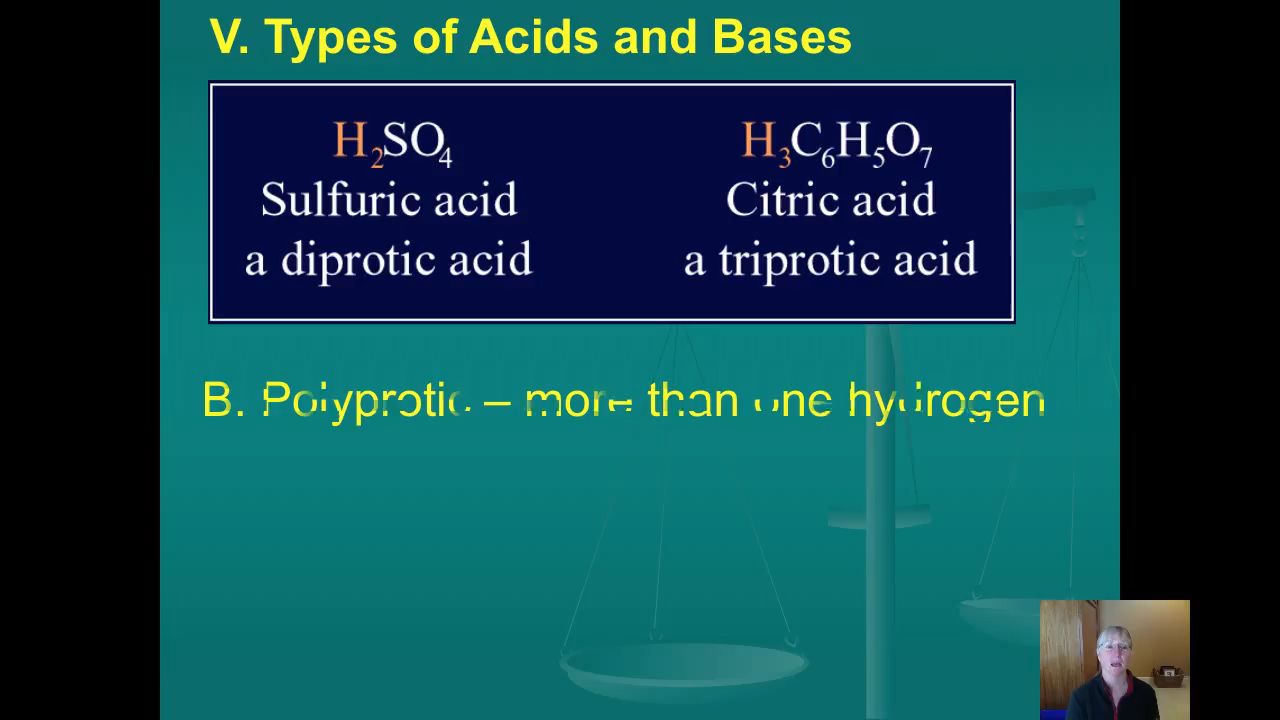 V. Types of Acids and Bases
H₂SO₄ H₃C₆H₅O₇
Sulfuric acid Citric acid
a diprotic acid a triprotic acid
B. Polyprotic – more than one hydrogen